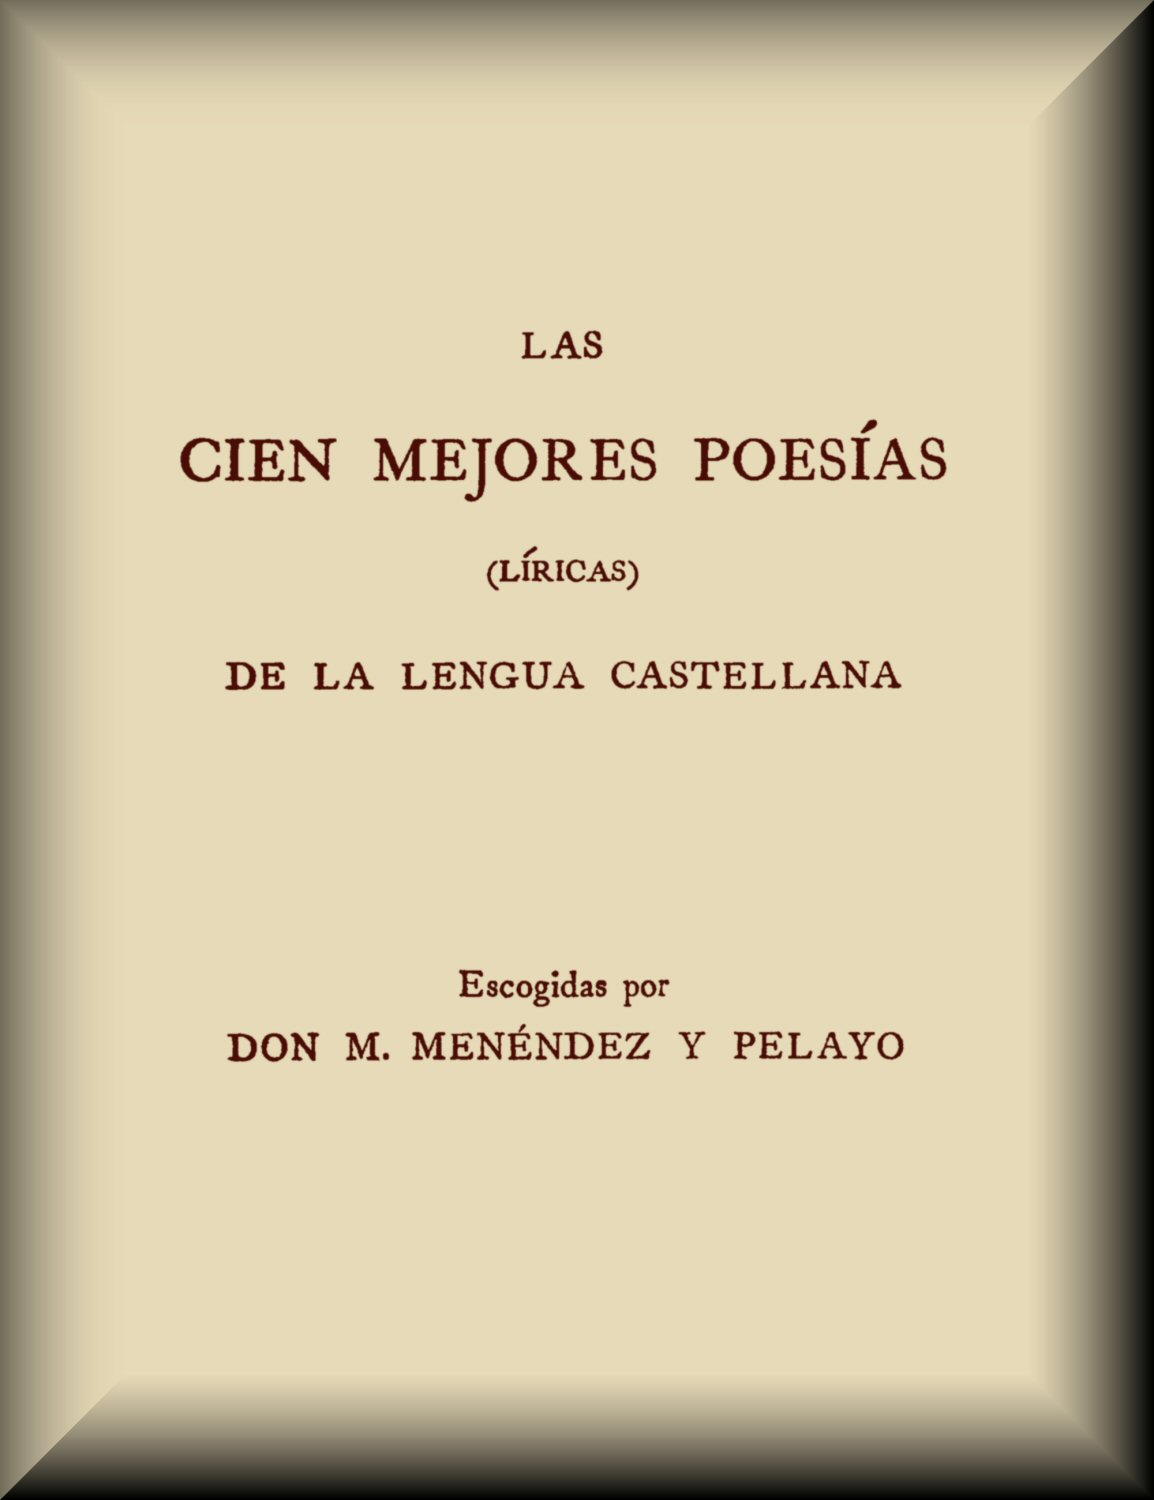 LAS
CIEN MEJORES POESÍAS
(LÍRICAS)
DE LA LENGUA CASTELLANA
Escogidas por
DON M. MENÉNDEZ Y PELAYO